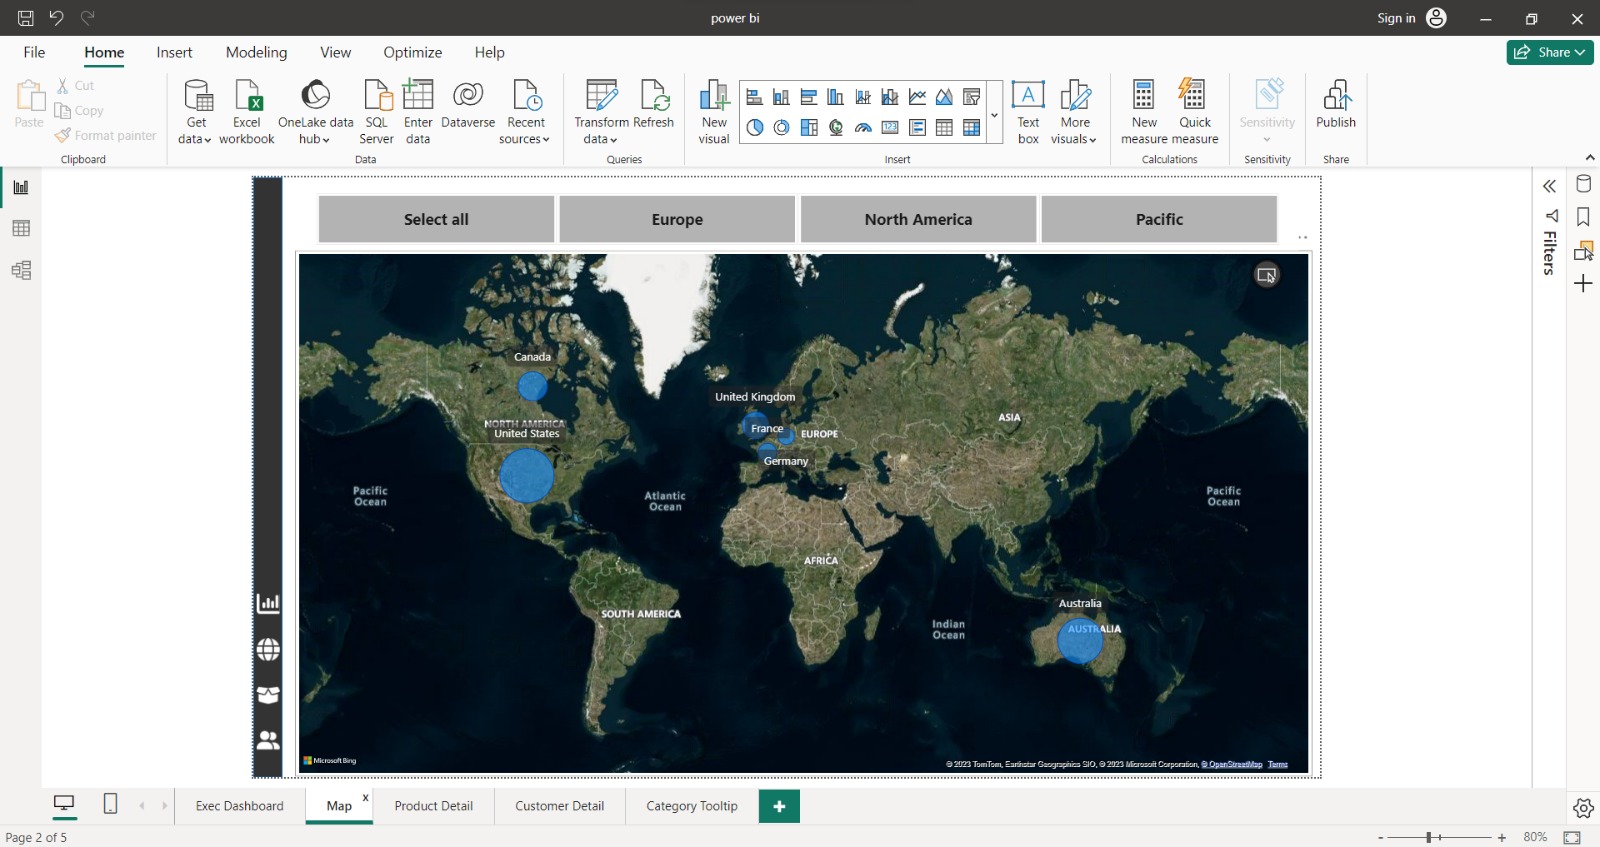 power bi
Sign in
File
Home
Insert
Modeling
View
Optimize
Help
Share
Paste
Cut
Copy
Format painter
Clipboard
Get
data
Excel
workbook
OneLake data
hub
SQL
Server
Enter
data
Dataverse
Recent
sources
Data
Transform
data
Refresh
Queries
New
visual
123
Insert
A
Text
box
More
visuals
New
measure
Quick
measure
Calculations
Sensitivity
Sensitivity
Publish
Share
Select all
Europe
North America
Pacific
Filters
Canada
NORTH AMERICA
United States
United Kingdom
France
EUROPE
Germany
ASIA
Pacific
Ocean
Atlantic
Ocean
Pacific
Ocean
AFRICA
SOUTH AMERICA
Indian
Ocean
Australia
AUSTRALIA
Microsoft Bing
© 2023 TomTom, Earthstar Geographics SIO, © 2023 Microsoft Corporation, © OpenStreetMap Terms
Exec Dashboard
Map
x
Product Detail
Customer Detail
Category Tooltip
+
Page 2 of 5
- + 80%